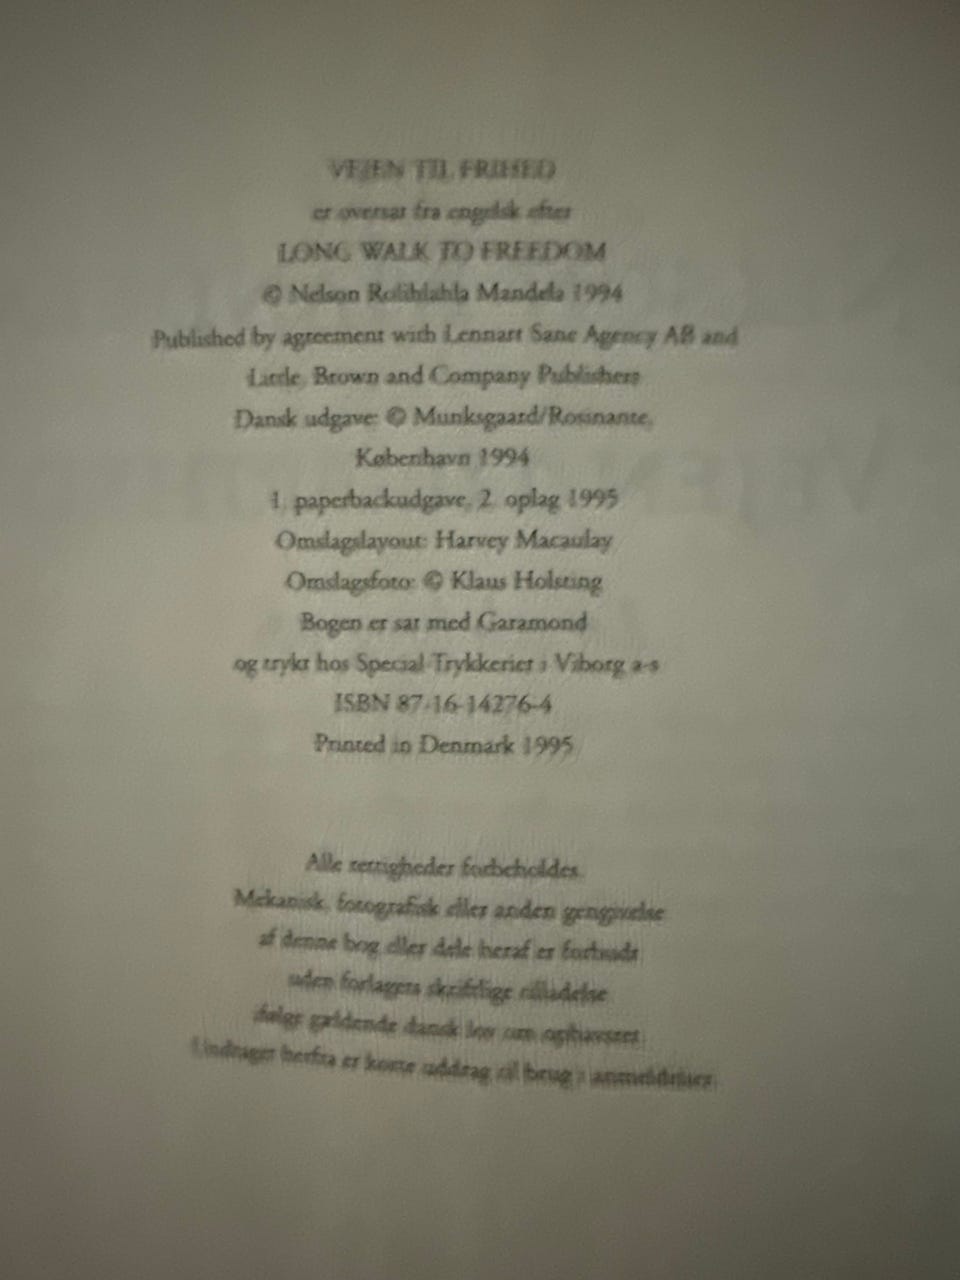 VEJEN TIL FRIHED
er oversat fra engelsk efter
LONG WALK TO FREEDOM
© Nelson Rolihlahla Mandela 1994
Published by agreement with Lennart Sane Agency AB and
Little, Brown and Company Publishers
Dansk udgave: © Munksgaard/Rosinante,
København 1994
1. paperbackudgave, 2. oplag 1995
Omslagslayout: Harvey Macaulay
Omslagsfoto: © Klaus Holsting
Bogen er sat med Garamond
og trykt hos Special-Trykkeriet i Viborg a-s
ISBN 87-16-14276-4
Printed in Denmark 1995
Alle rettigheder forbeholdes.
Mekanisk, fotografisk eller anden gengivelse
af denne bog eller dele heraf er forbudt
uden forlagets skriftlige tilladelse
ifølge gældende dansk lov om ophavsret.
Undtaget herfra er korte uddrag til brug i anmeldelser.